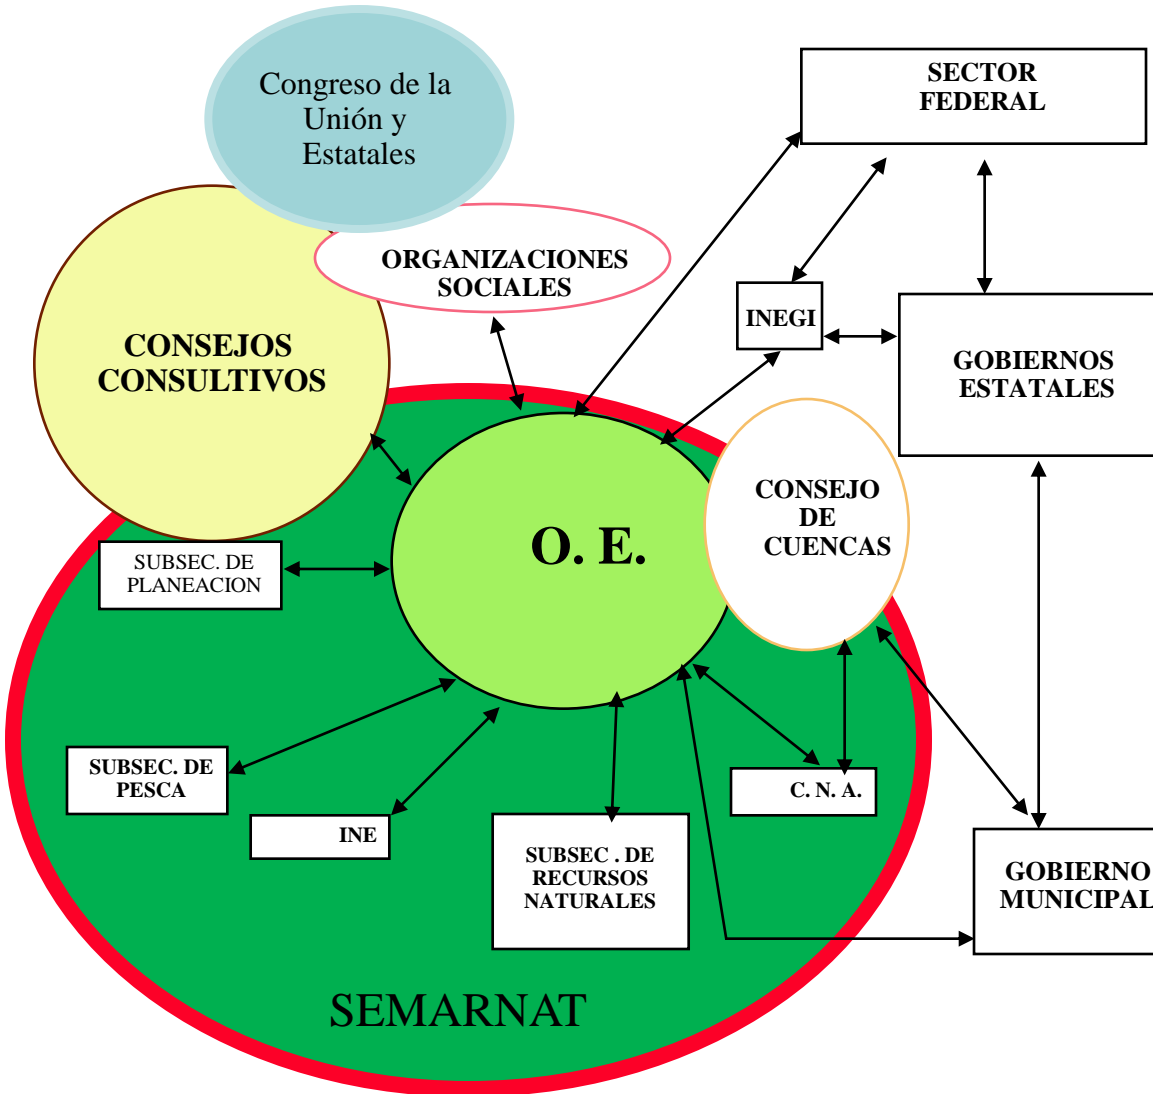 Congreso de la
Unión y
Estatales
SECTOR
FEDERAL
ORGANIZACIONES
SOCIALES
INEGI
CONSEJOS
CONSULTIVOS
GOBIERNOS
ESTATALES
CONSEJO
DE
CUENCAS
O. E.
SUBSEC. DE
PLANEACION
SUBSEC. DE
PESCA
INE
SUBSEC . DE
RECURSOS
NATURALES
C. N. A.
GOBIERNO
MUNICIPAL
SEMARNAT